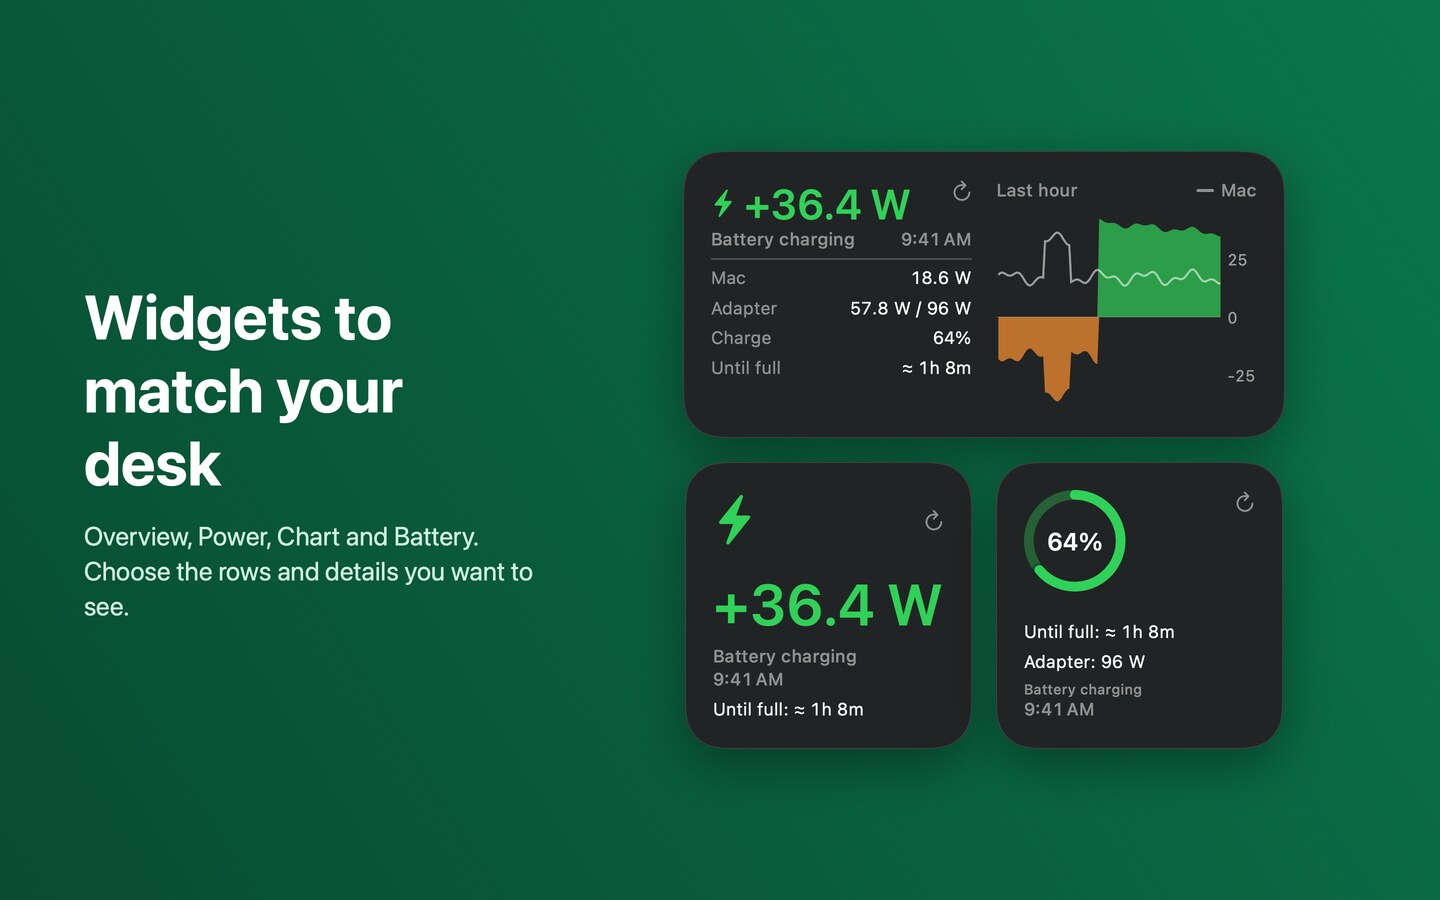 Widgets to
match your
desk
Overview, Power, Chart and Battery.
Choose the rows and details you want to
see.
+36.4 W
Battery charging 9:41 AM
Mac 18.6 W
Adapter 57.8 W / 96 W
Charge 64%
Until full ≈ 1h 8m
Last hour Mac
25
0
-25
+36.4 W
Battery charging
9:41 AM
Until full: ≈ 1h 8m
64%
Until full: ≈ 1h 8m
Adapter: 96 W
Battery charging
9:41 AM